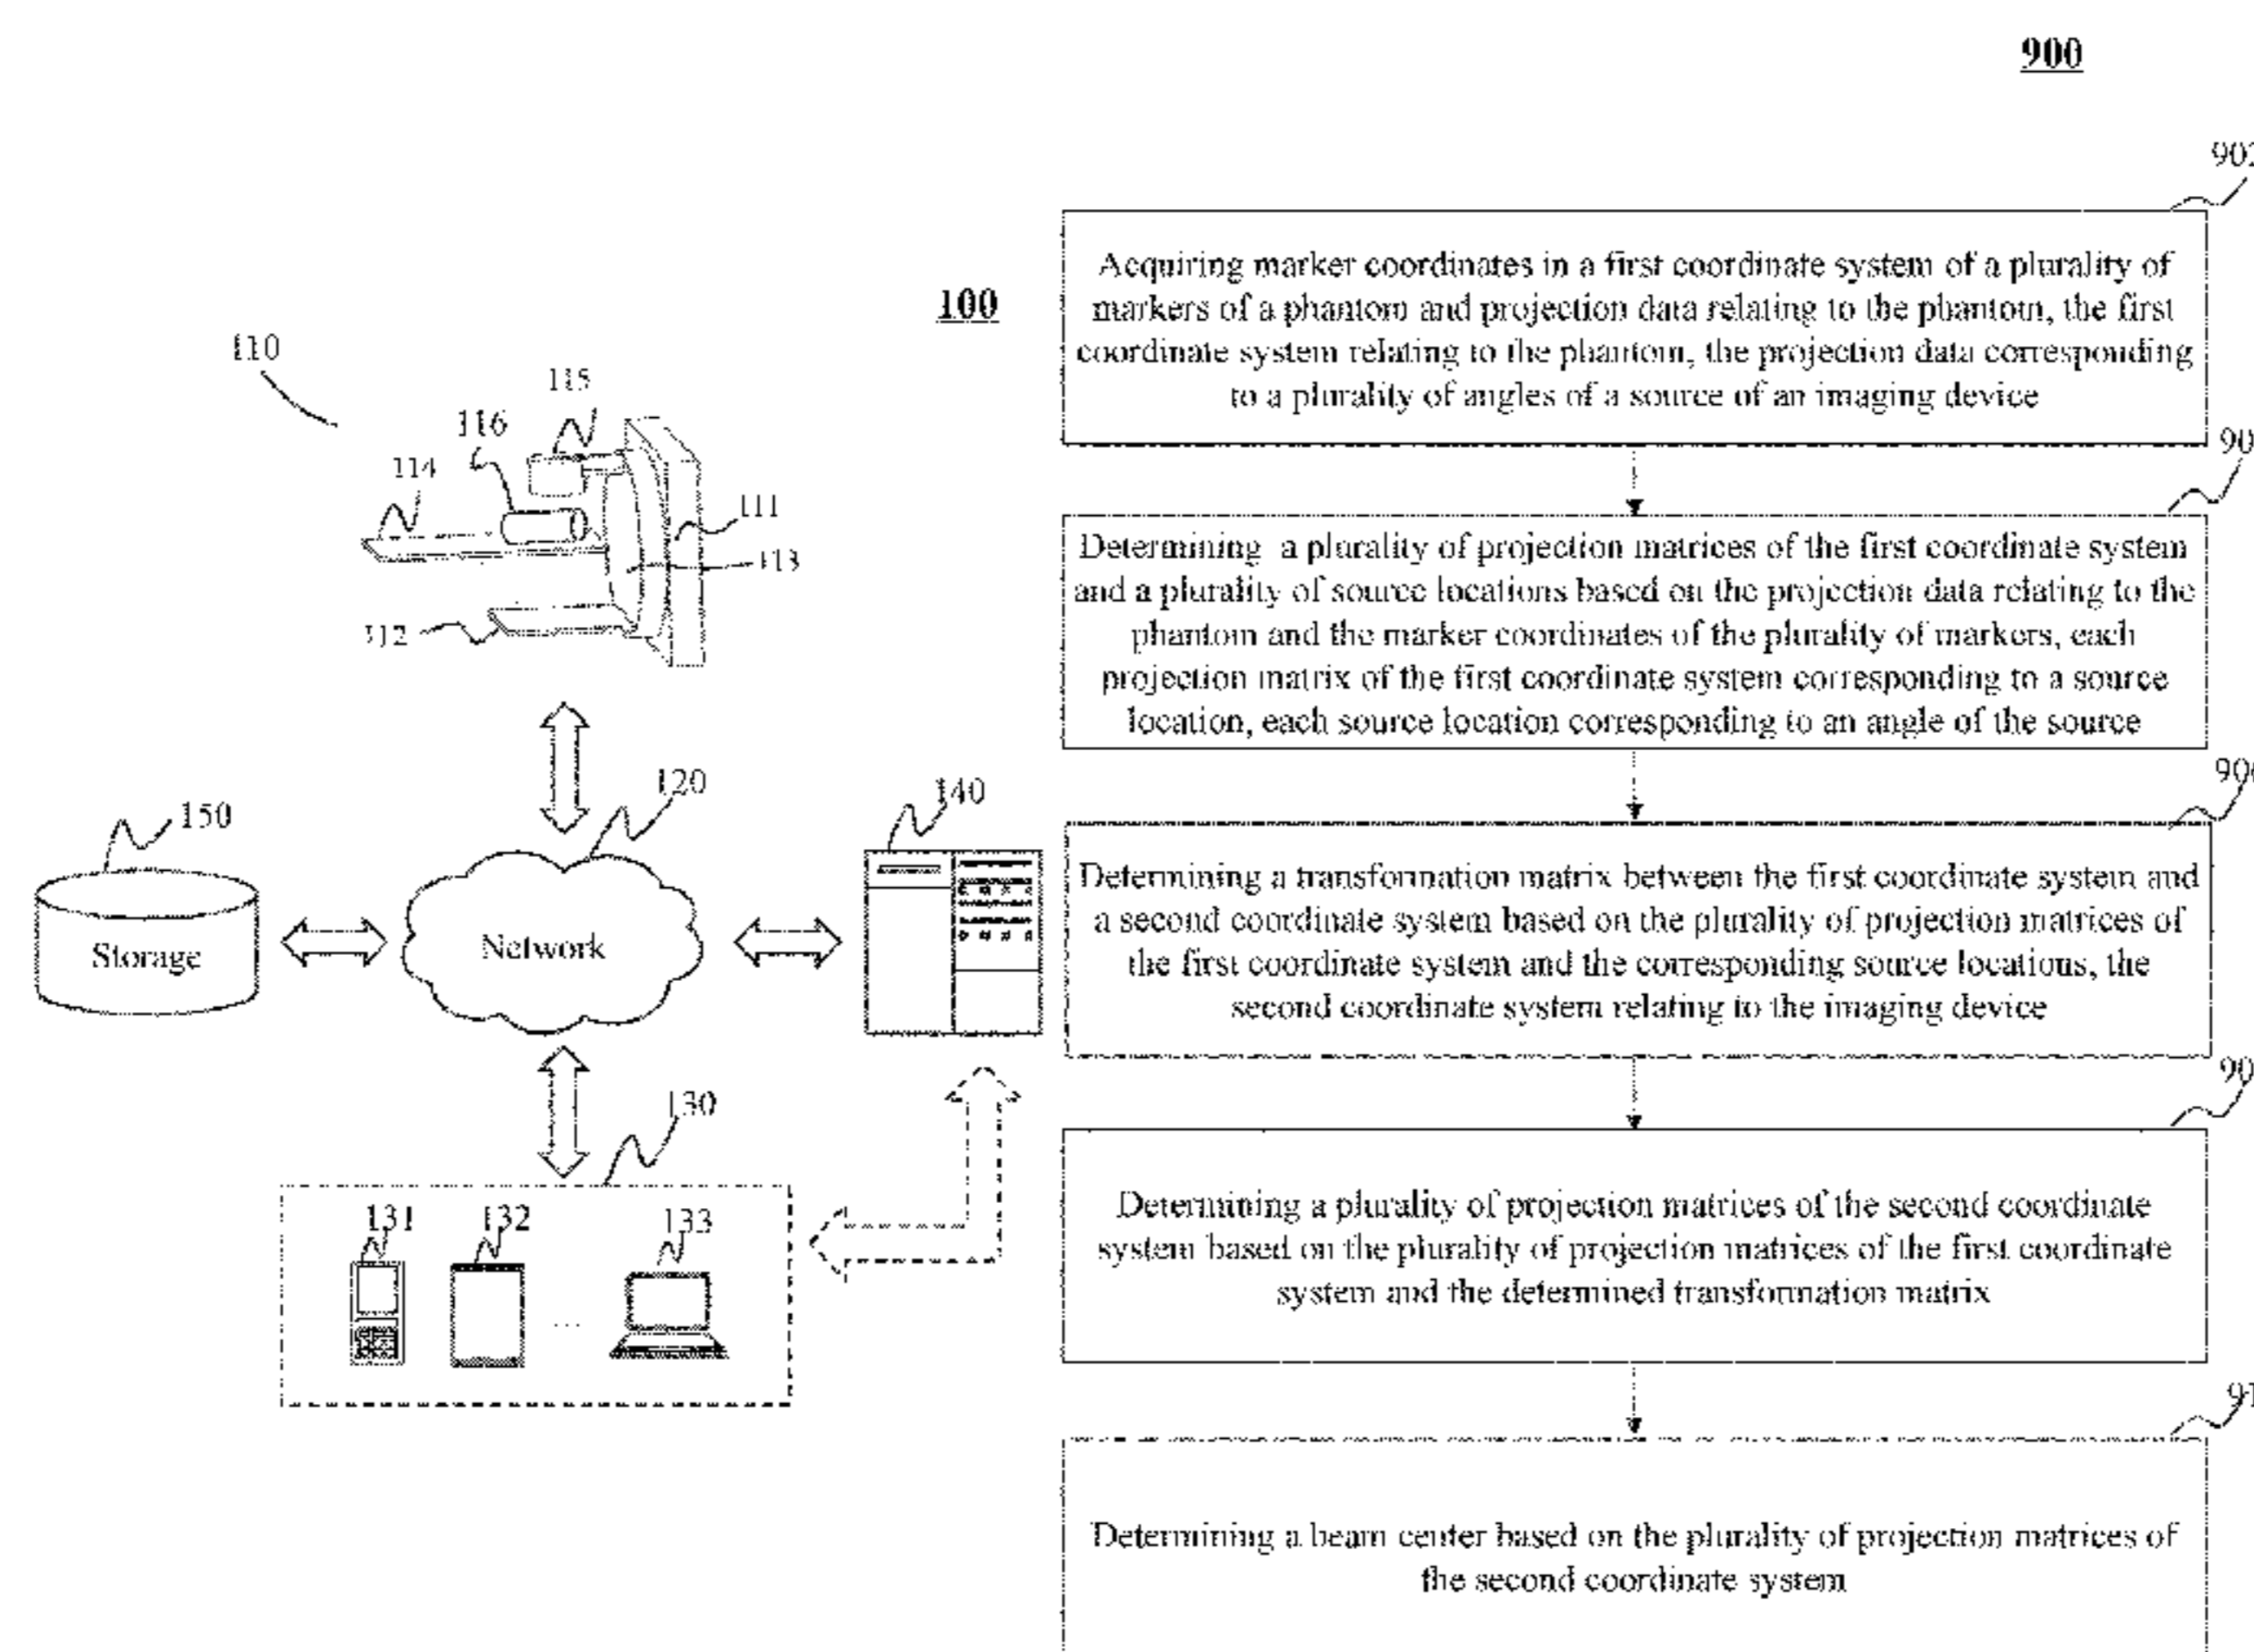 900
100
110
115
116
114
111
113
112
120
140
150
Storage
Network
130
131
132
133
...
902
Acquiring marker coordinates in a first coordinate system of a plurality of
markers of a phantom and projection data relating to the phantom, the first
coordinate system relating to the phantom, the projection data corresponding
to a plurality of angles of a source of an imaging device
Determining a plurality of projection matrices of the first coordinate system
and a plurality of source locations based on the projection data relating to the
phantom and the marker coordinates of the plurality of markers, each
projection matrix of the first coordinate system corresponding to a source
location, each source location corresponding to an angle of the source
906
Determining a transformation matrix between the first coordinate system and
a second coordinate system based on the plurality of projection matrices of
the first coordinate system and the corresponding source locations, the
second coordinate system relating to the imaging device
Determining a plurality of projection matrices of the second coordinate
system based on the plurality of projection matrices of the first coordinate
system and the determined transformation matrix
Determining a beam center based on the plurality of projection matrices of
the second coordinate system